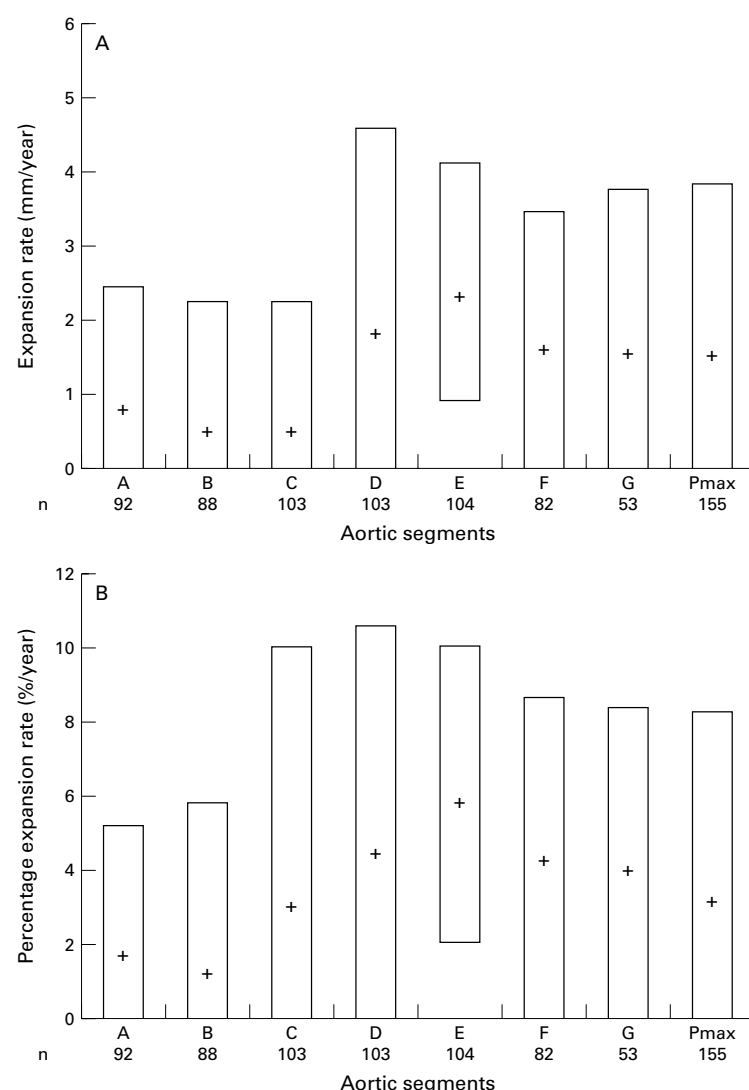 A
Expansion rate (mm/year)
6
5
4
3
2
1
0
A B C D E F G Pmax
n 92 88 103 103 104 82 53 155
Aortic segments
B
Percentage expansion rate (%/year)
12
10
8
6
4
2
0
A B C D E F G Pmax
n 92 88 103 103 104 82 53 155
Aortic segments